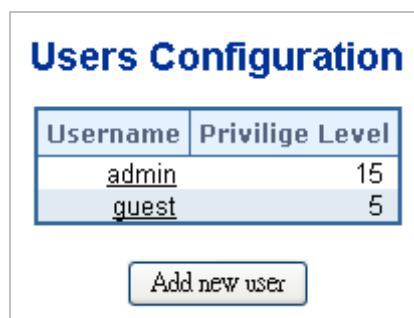 Users Configuration
Username Privilige Level
admin 15
guest 5
Add new user